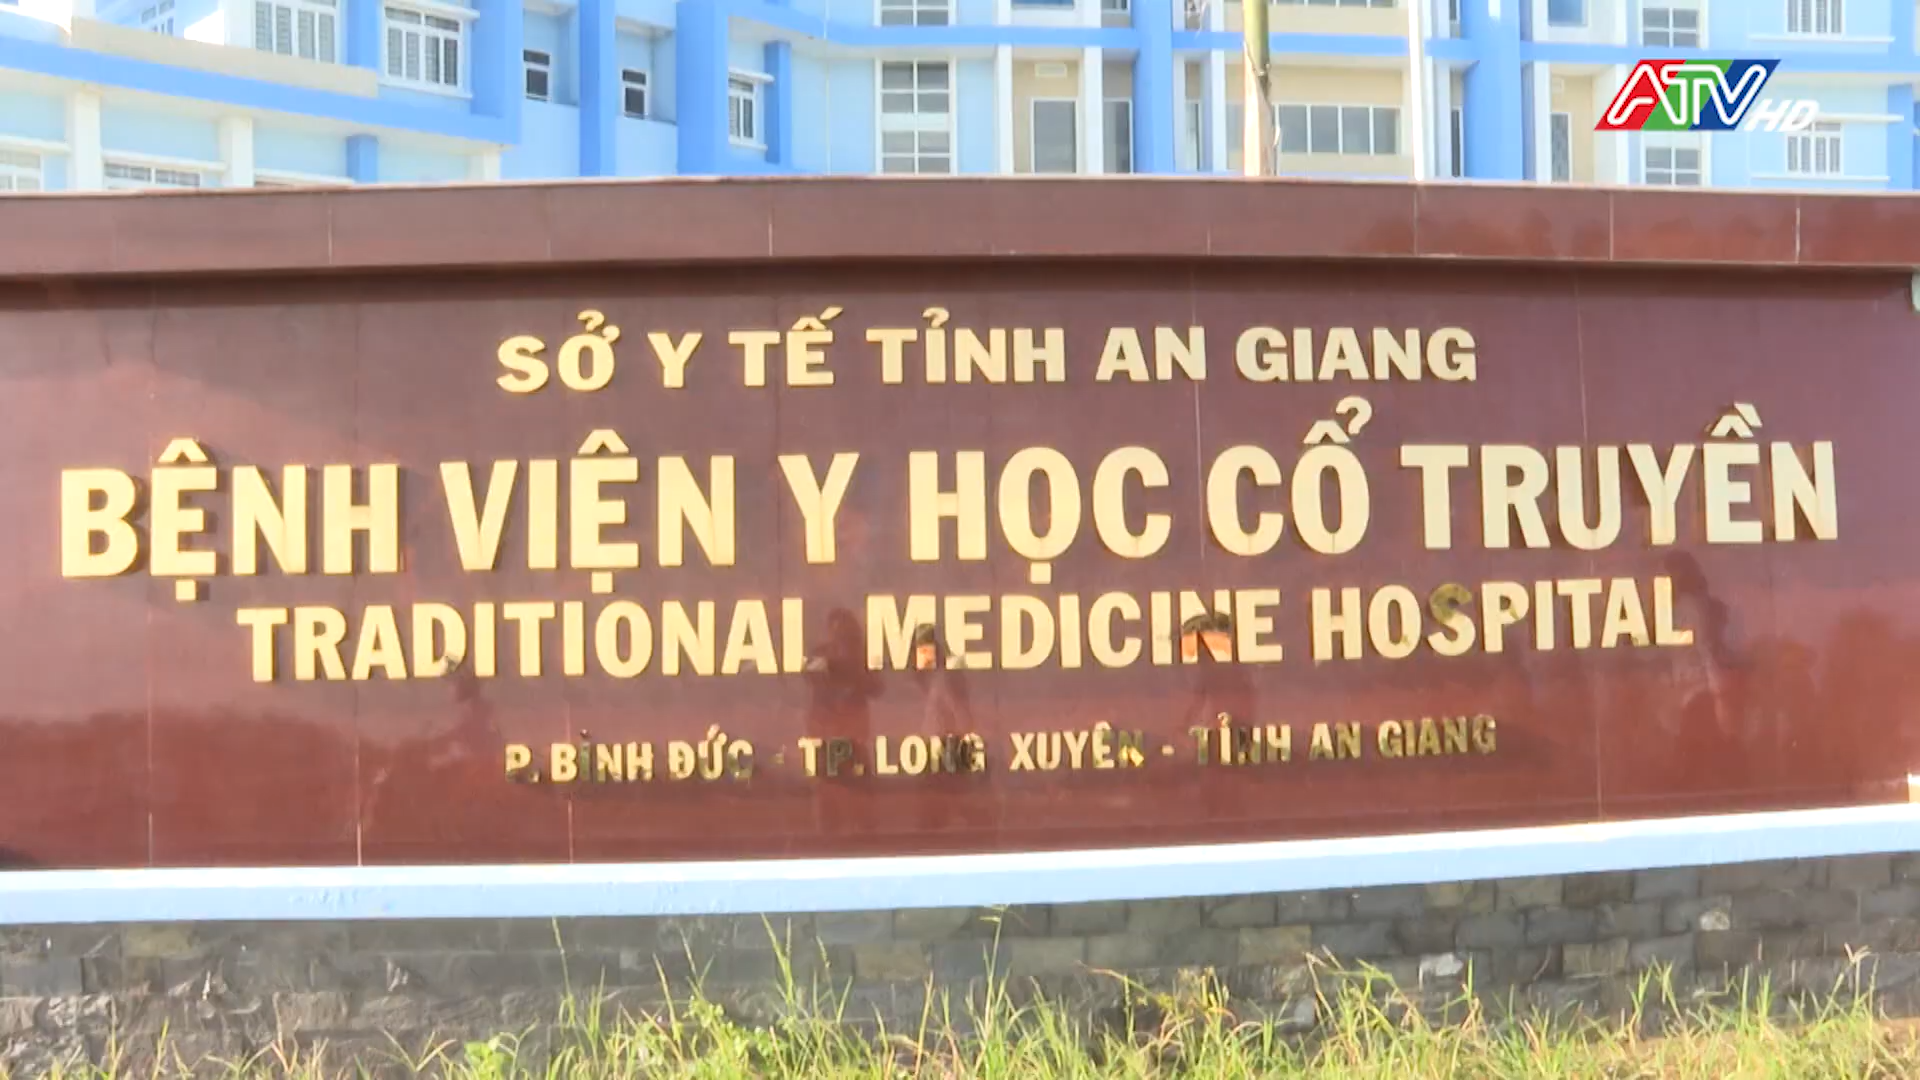 ATV HD
SỞ Y TẾ TỈNH AN GIANG
BỆNH VIỆN Y HỌC CỔ TRUYỀN
TRADITIONAL MEDICINE HOSPITAL
P. BÌNH ĐỨC - TP. LONG XUYÊN - TỈNH AN GIANG